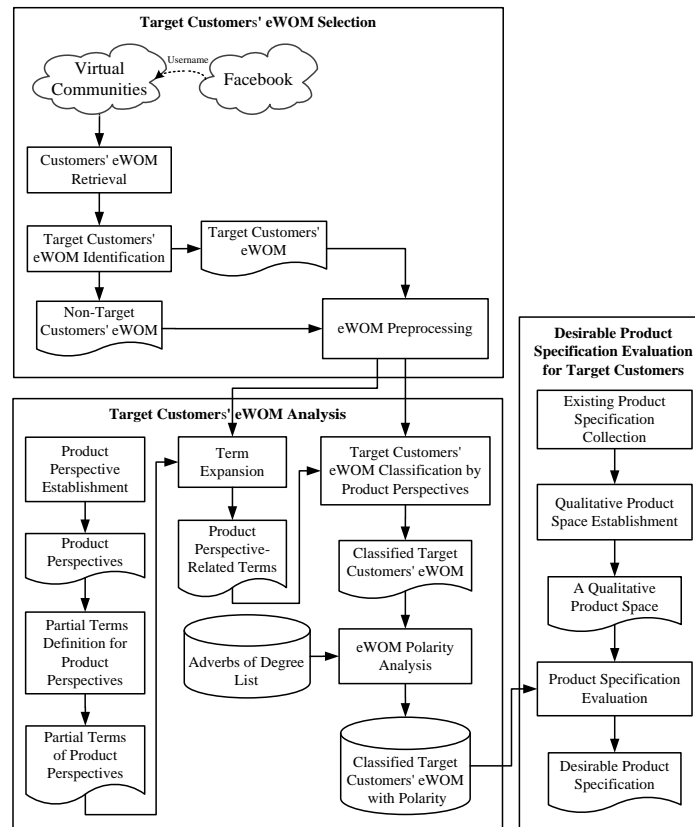 Target Customers' eWOM Selection
Username
Virtual
Communities
Facebook
Customers' eWOM
Retrieval
Target Customers'
eWOM Identification
Target Customers'
eWOM
Non-Target
Customers' eWOM
eWOM Preprocessing
Target Customers' eWOM Analysis
Product
Perspective
Establishment
Product
Perspectives
Partial Terms
Definition for
Product
Perspectives
Partial Terms
of Product
Perspectives
Term
Expansion
Product
Perspective-
Related Terms
Target Customers'
eWOM Classification by
Product Perspectives
Classified Target
Customers' eWOM
Adverbs of Degree
List
eWOM Polarity
Analysis
Classified Target
Customers' eWOM
with Polarity
Desirable Product
Specification Evaluation
for Target Customers
Existing Product
Specification
Collection
Qualitative Product
Space Establishment
A Qualitative
Product Space
Product Specification
Evaluation
Desirable Product
Specification